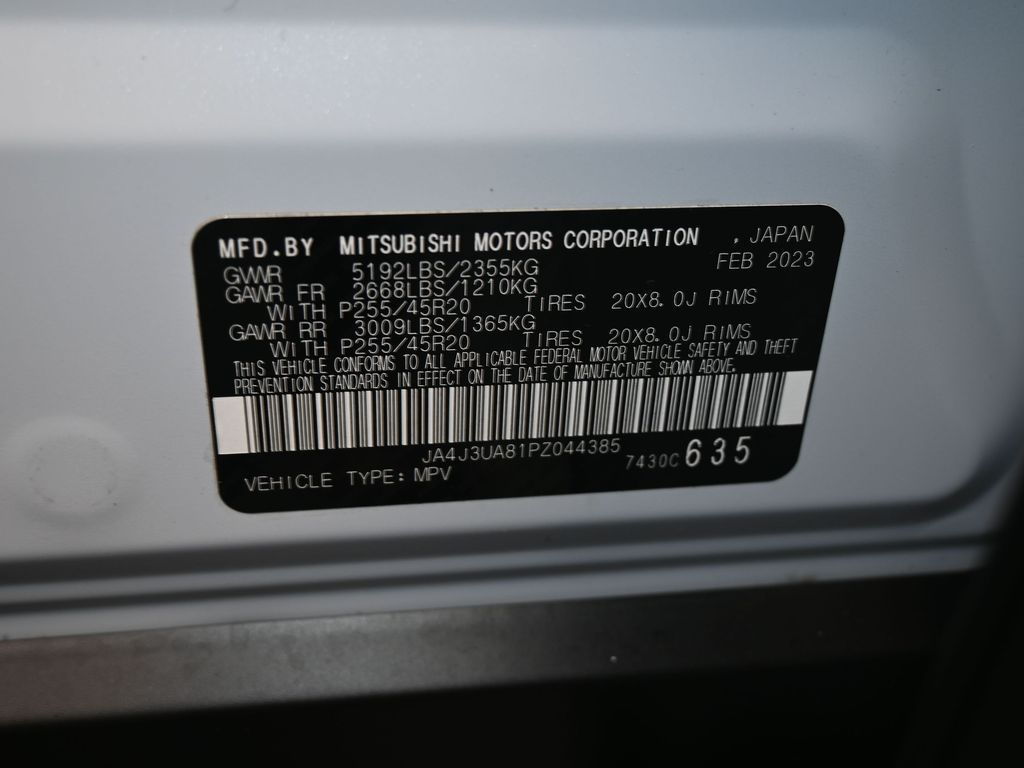 MFD.BY MITSUBISHI MOTORS CORPORATION , JAPAN
FEB 2023
GVWR 5192LBS/2355KG
GAWR FR 2668LBS/1210KG
WITH P255/45R20 TIRES 20X8.0J RIMS
GAWR RR 3009LBS/1365KG
WITH P255/45R20 TIRES 20X8.0J RIMS
THIS VEHICLE CONFORMS TO ALL APPLICABLE FEDERAL MOTOR VEHICLE SAFETY AND THEFT
PREVENTION STANDARDS IN EFFECT ON THE DATE OF MANUFACTURE SHOWN ABOVE.
JA4J3UA81PZ044385 7430C 635
VEHICLE TYPE: MPV